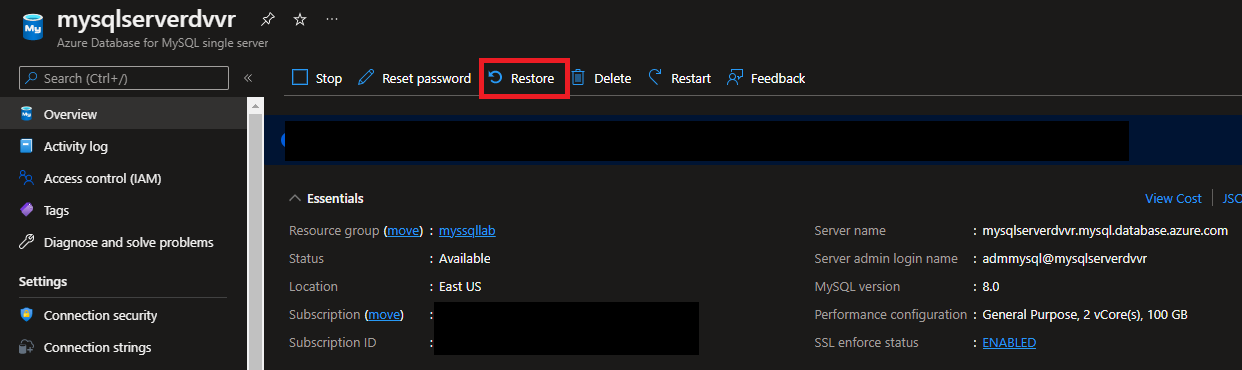 mysqlserverdvvr
Azure Database for MySQL single server
Search (Ctrl+/)
Overview
Activity log
Access control (IAM)
Tags
Diagnose and solve problems
Settings
Connection security
Connection strings
Stop Reset password Restore Delete Restart Feedback
Essentials
View Cost JSO
Resource group (move) : myssqllab
Status : Available
Location : East US
Subscription (move) :
Subscription ID :
Server name : mysqlserverdvvr.mysql.database.azure.com
Server admin login name : admmysql@mysqlserverdvvr
MySQL version : 8.0
Performance configuration : General Purpose, 2 vCore(s), 100 GB
SSL enforce status : ENABLED